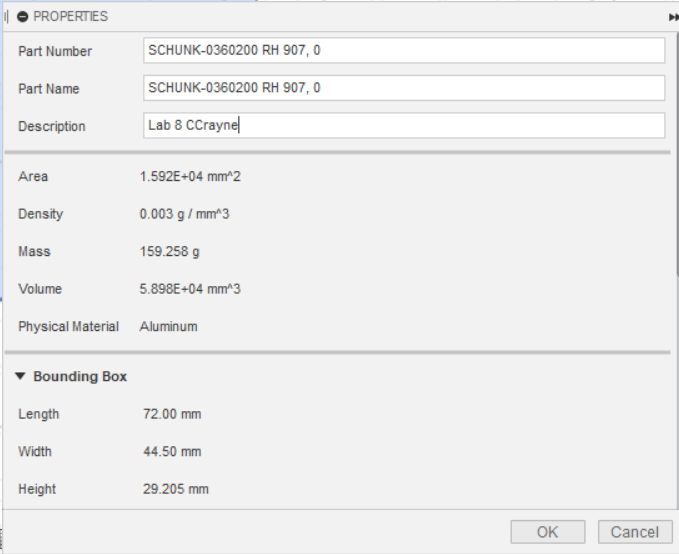 PROPERTIES
Part Number SCHUNK-0360200 RH 907, 0
Part Name SCHUNK-0360200 RH 907, 0
Description Lab 8 CCrayne
Area 1.592E+04 mm^2
Density 0.003 g / mm^3
Mass 159.258 g
Volume 5.898E+04 mm^3
Physical Material Aluminum
Bounding Box
Length 72.00 mm
Width 44.50 mm
Height 29.205 mm
OK Cancel